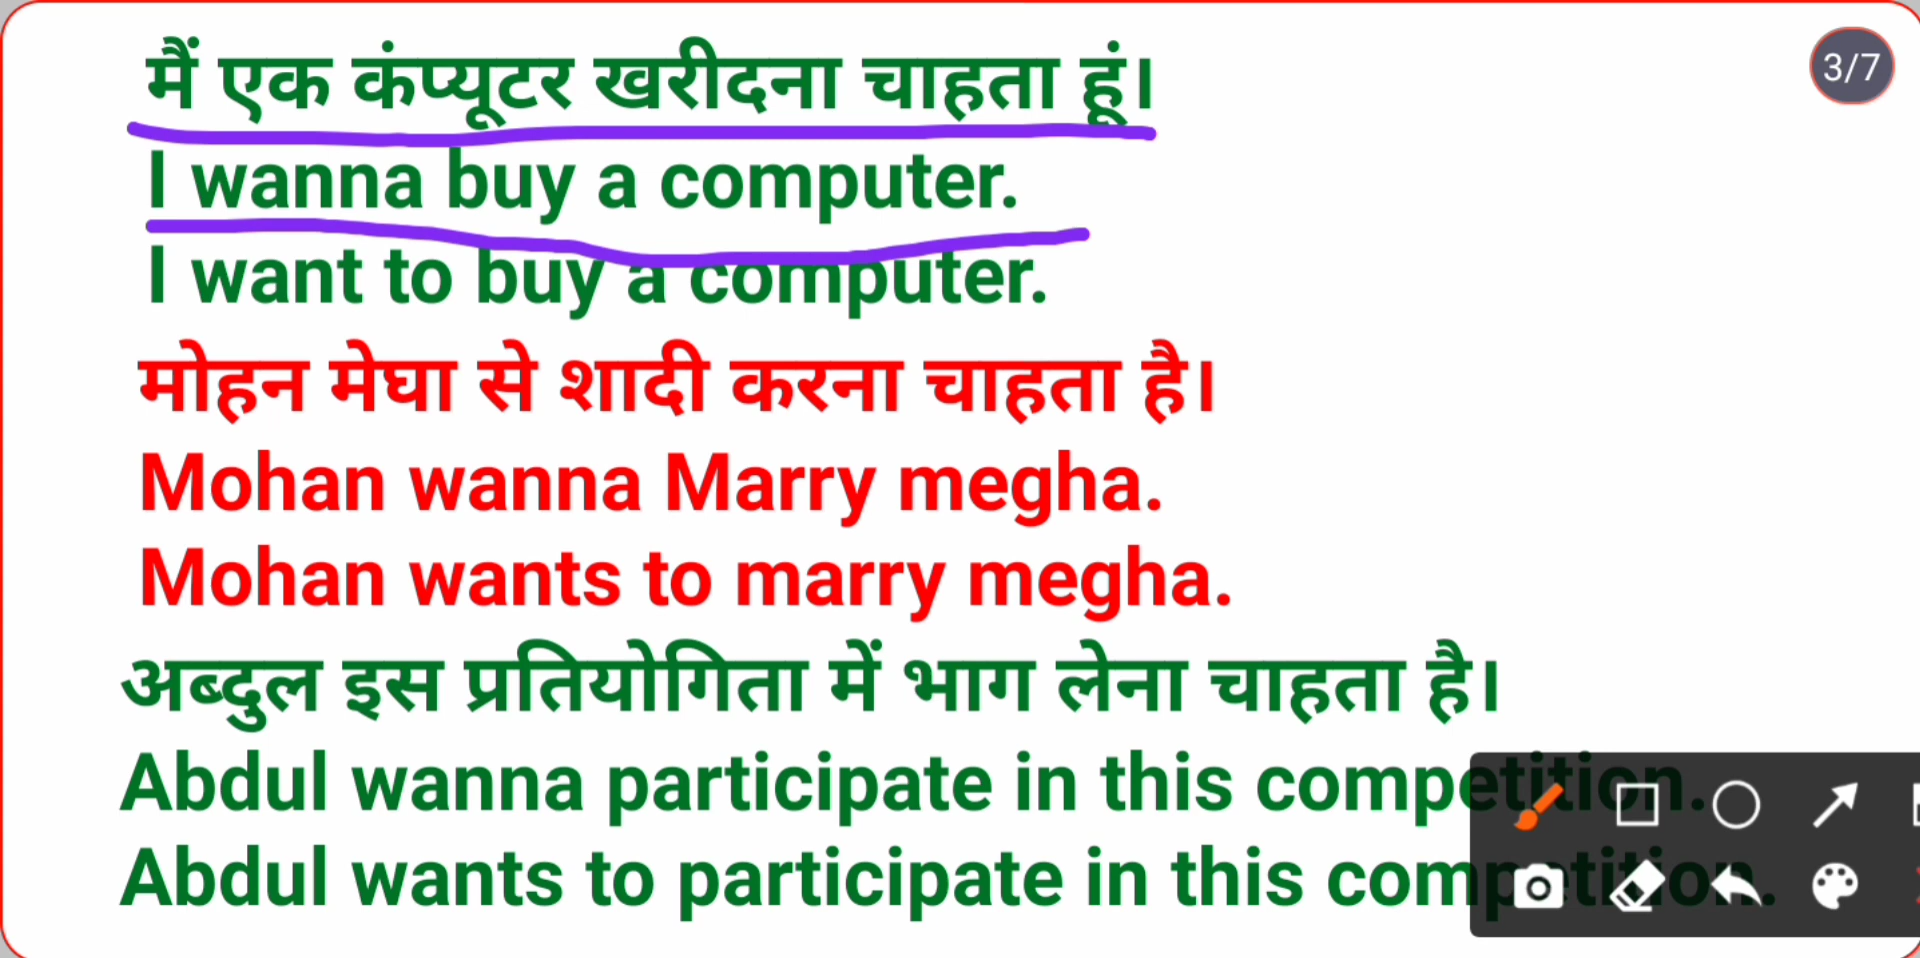 मैं एक कंप्यूटर खरीदना चाहता हूं।
3/7
I wanna buy a computer.
I want to buy a computer.
मोहन मेघा से शादी करना चाहता है।
Mohan wanna Marry megha.
Mohan wants to marry megha.
अब्दुल इस प्रतियोगिता में भाग लेना चाहता है।
Abdul wanna participate in this competition.
Abdul wants to participate in this competition.